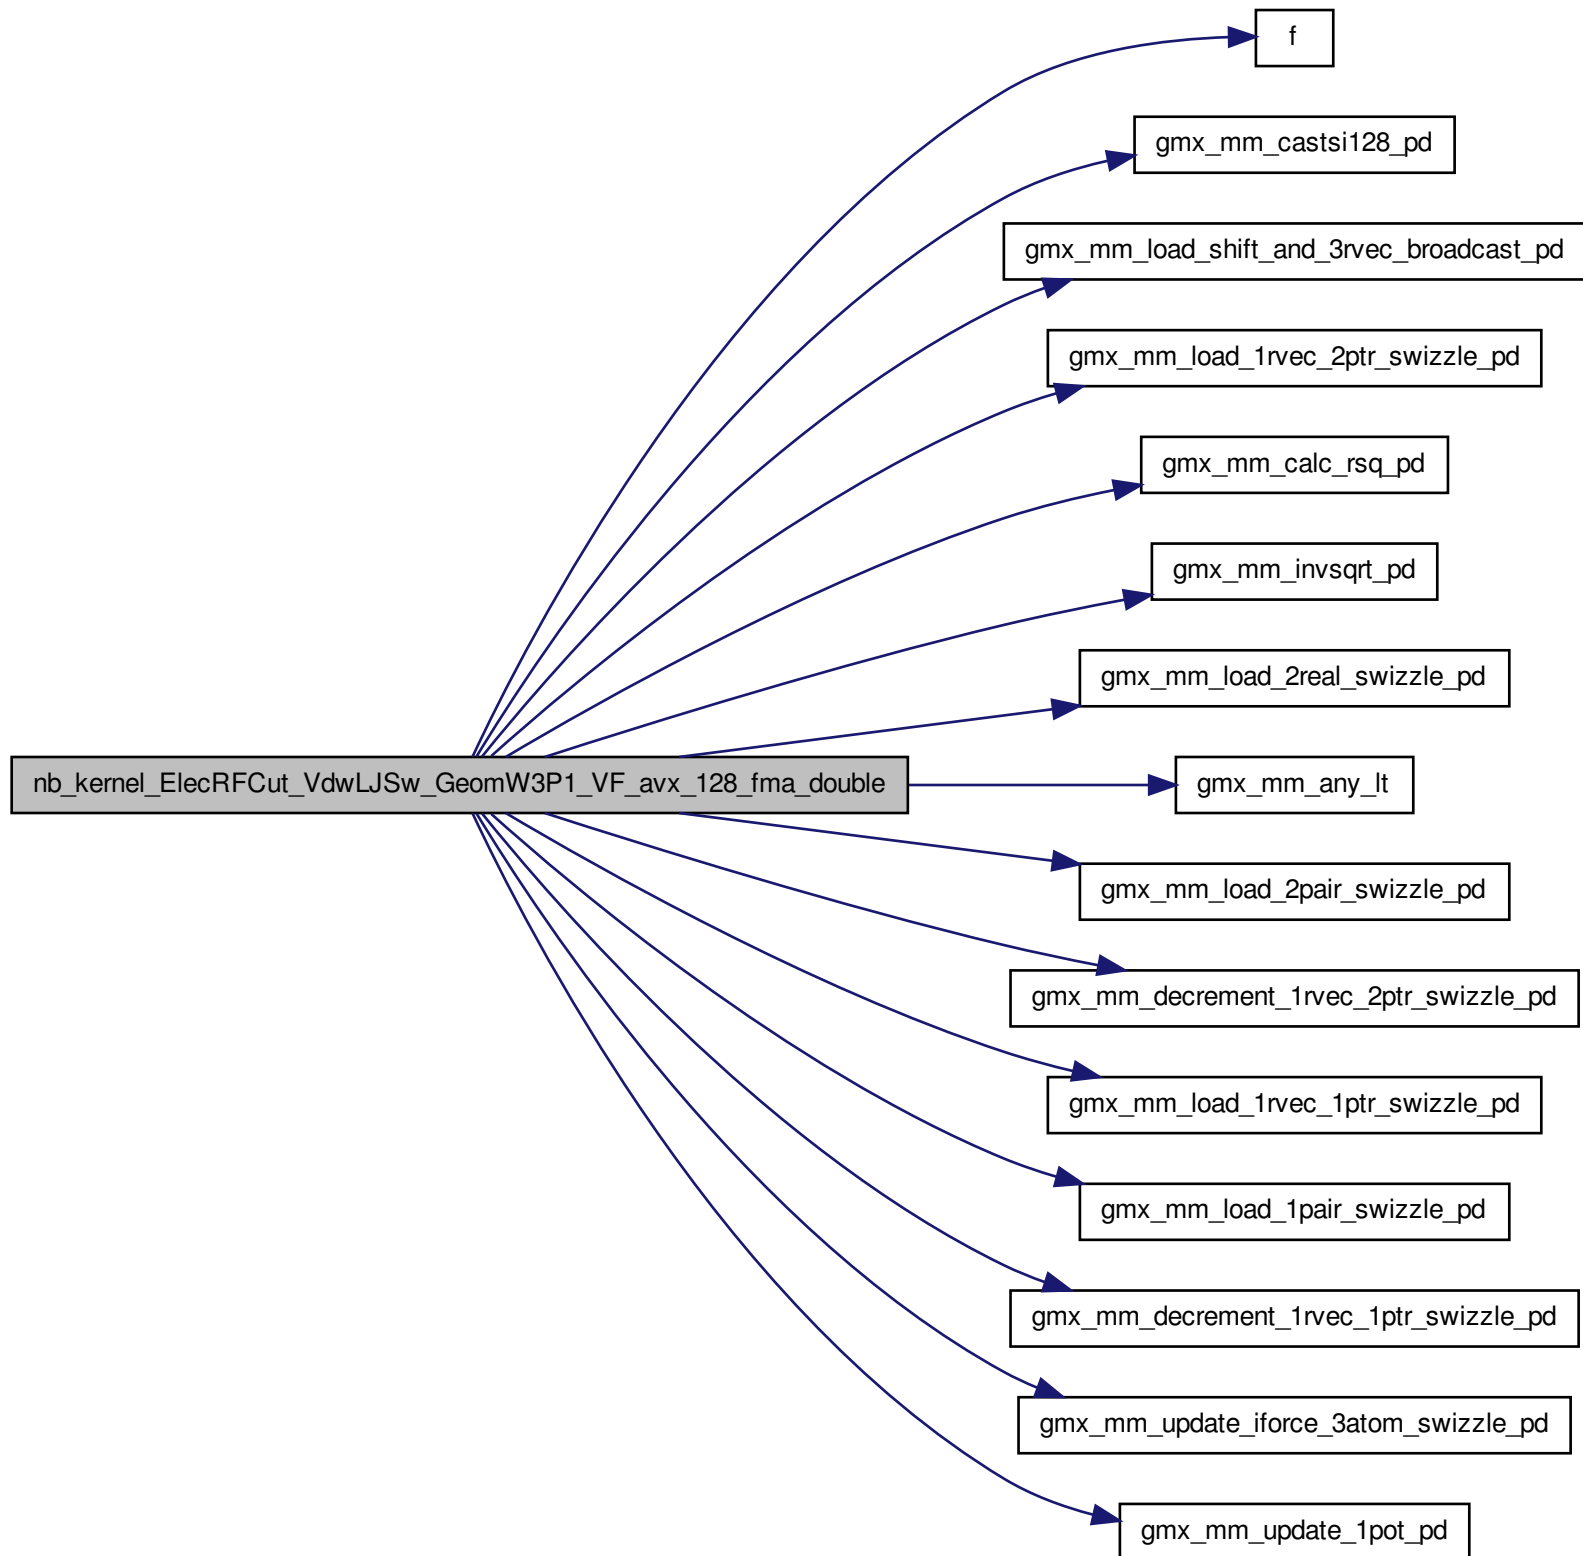 f
gmx_mm_castsi128_pd
gmx_mm_load_shift_and_3rvec_broadcast_pd
gmx_mm_load_1rvec_2ptr_swizzle_pd
gmx_mm_calc_rsq_pd
gmx_mm_invsqrt_pd
gmx_mm_load_2real_swizzle_pd
nb_kernel_ElecRFCut_VdwLJSw_GeomW3P1_VF_avx_128_fma_double
gmx_mm_any_lt
gmx_mm_load_2pair_swizzle_pd
gmx_mm_decrement_1rvec_2ptr_swizzle_pd
gmx_mm_load_1rvec_1ptr_swizzle_pd
gmx_mm_load_1pair_swizzle_pd
gmx_mm_decrement_1rvec_1ptr_swizzle_pd
gmx_mm_update_iforce_3atom_swizzle_pd
gmx_mm_update_1pot_pd